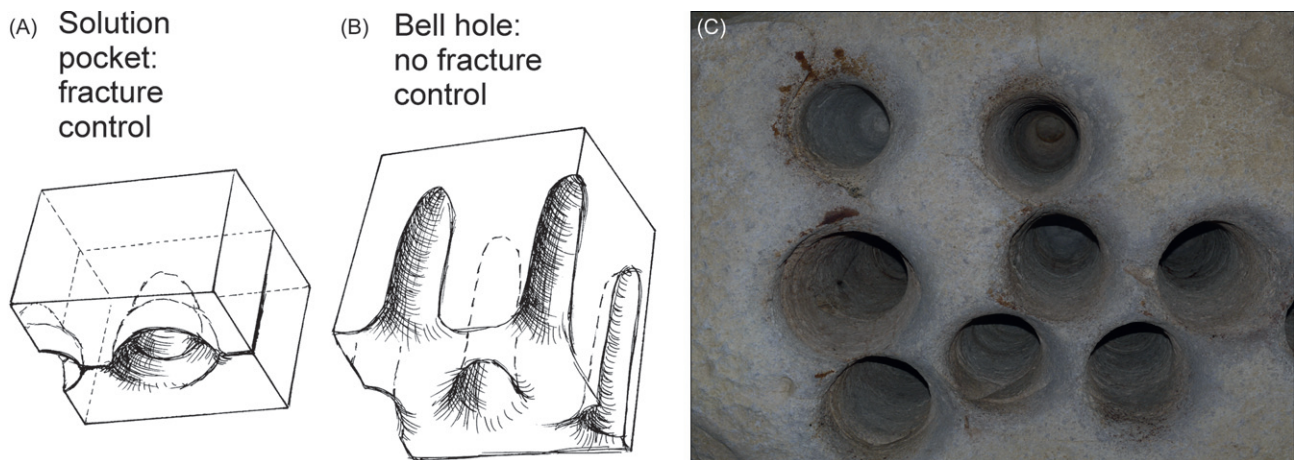 (A) Solution
pocket:
fracture
control
(B) Bell hole:
no fracture
control
(C)